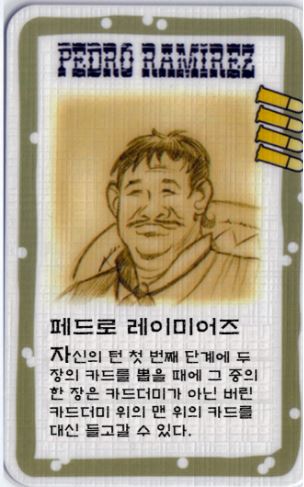 PEDRO RAMIREZ
페드로 레이미어즈
자신의 턴 첫 번째 단계에 두
장의 카드를 뽑을 때에 그 중의
한 장은 카드더미가 아닌 버린
카드더미 위의 맨 위의 카드를
대신 들고갈 수 있다.